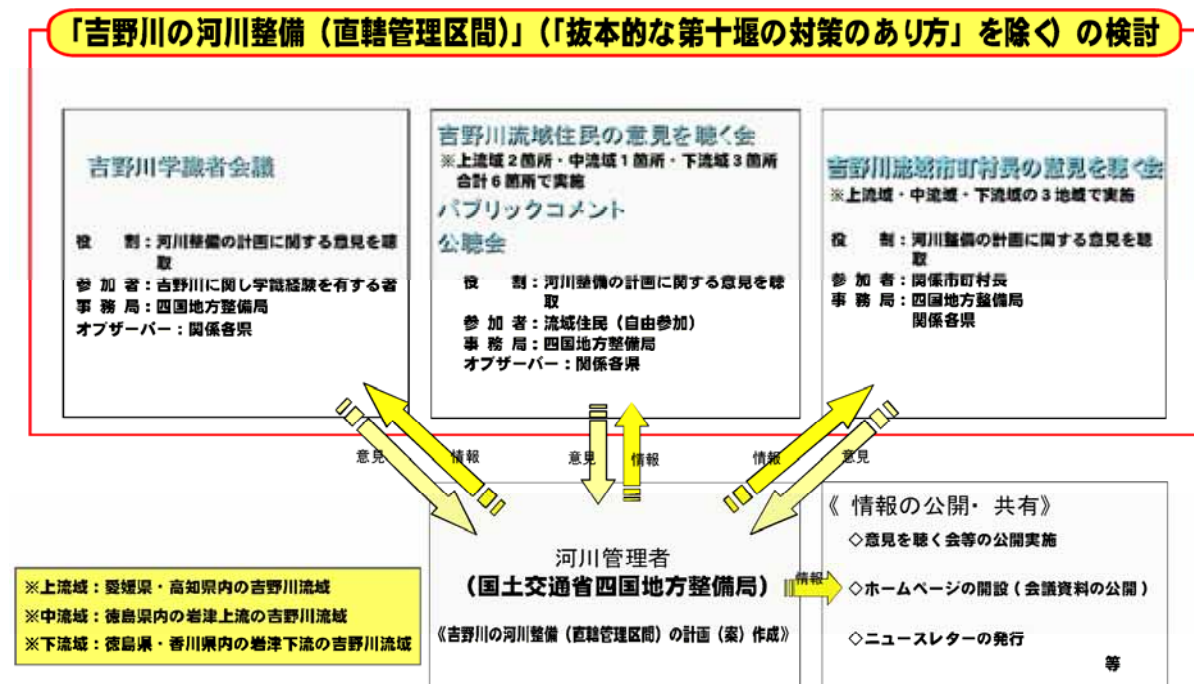 「吉野川の河川整備（直轄管理区間）」（「抜本的な第十堰の対策のあり方」を除く）の検討
吉野川学識者会議
役　割：河川整備の計画に関する意見を聴
取
参 加 者：吉野川に関し学識経験を有する者
事 務 局：四国地方整備局
オブザーバー：関係各県
吉野川流域住民の意見を聴く会
※上流域２箇所・中流域１箇所・下流域３箇所
合計６箇所で実施
パブリックコメント
公聴会
役　割：河川整備の計画に関する意見を聴
取
参 加 者：流域住民（自由参加）
事 務 局：四国地方整備局
オブザーバー：関係各県
吉野川流域市町村長の意見を聴く会
※上流域・中流域・下流域の３地域で実施
役　割：河川整備の計画に関する意見を聴
取
参 加 者：関係市町村長
事 務 局：四国地方整備局
関係各県
意見
情報
意見
情報
情報
意見
河川管理者
（国土交通省四国地方整備局）
《吉野川の河川整備（直轄管理区間）の計画（案）作成》
情報
《 情報の公開・ 共有》
◇意見を聴く会等の公開実施
◇ホームページの開設（会議資料の公開）
◇ニュースレターの発行
等
※上流域：愛媛県・高知県内の吉野川流域
※中流域：徳島県内の岩津上流の吉野川流域
※下流域：徳島県・香川県内の岩津下流の吉野川流域